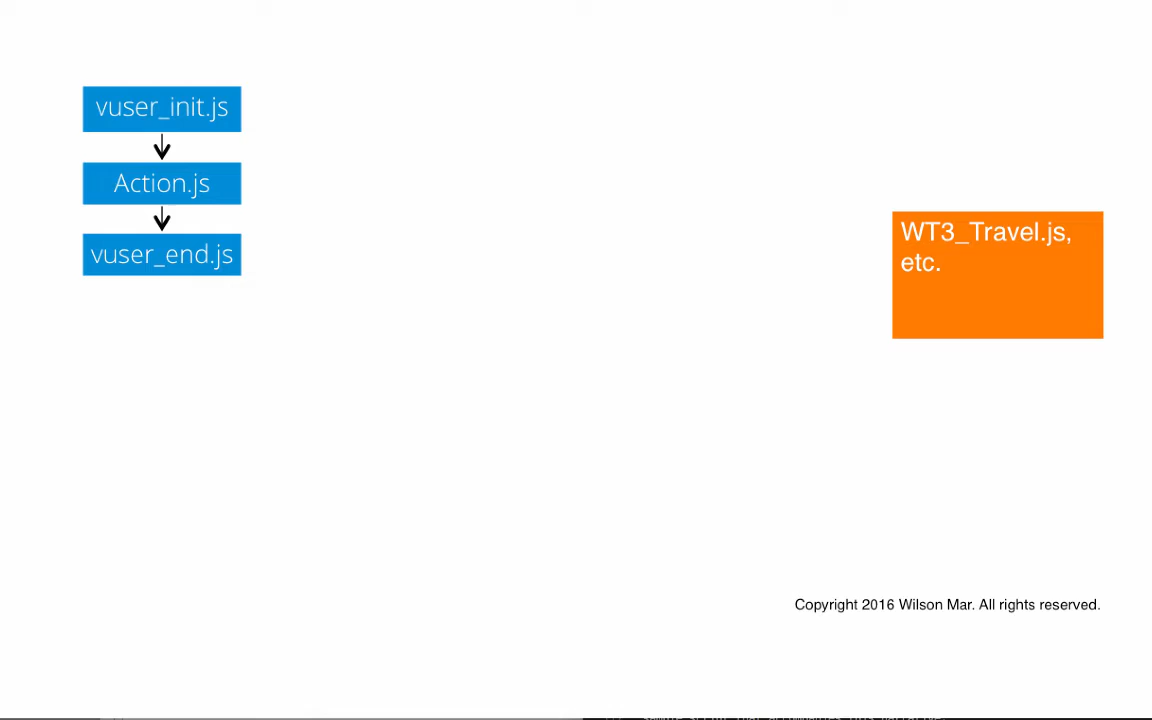 vuser_init.js
Action.js
vuser_end.js
WT3_Travel.js,
etc.
Copyright 2016 Wilson Mar. All rights reserved.